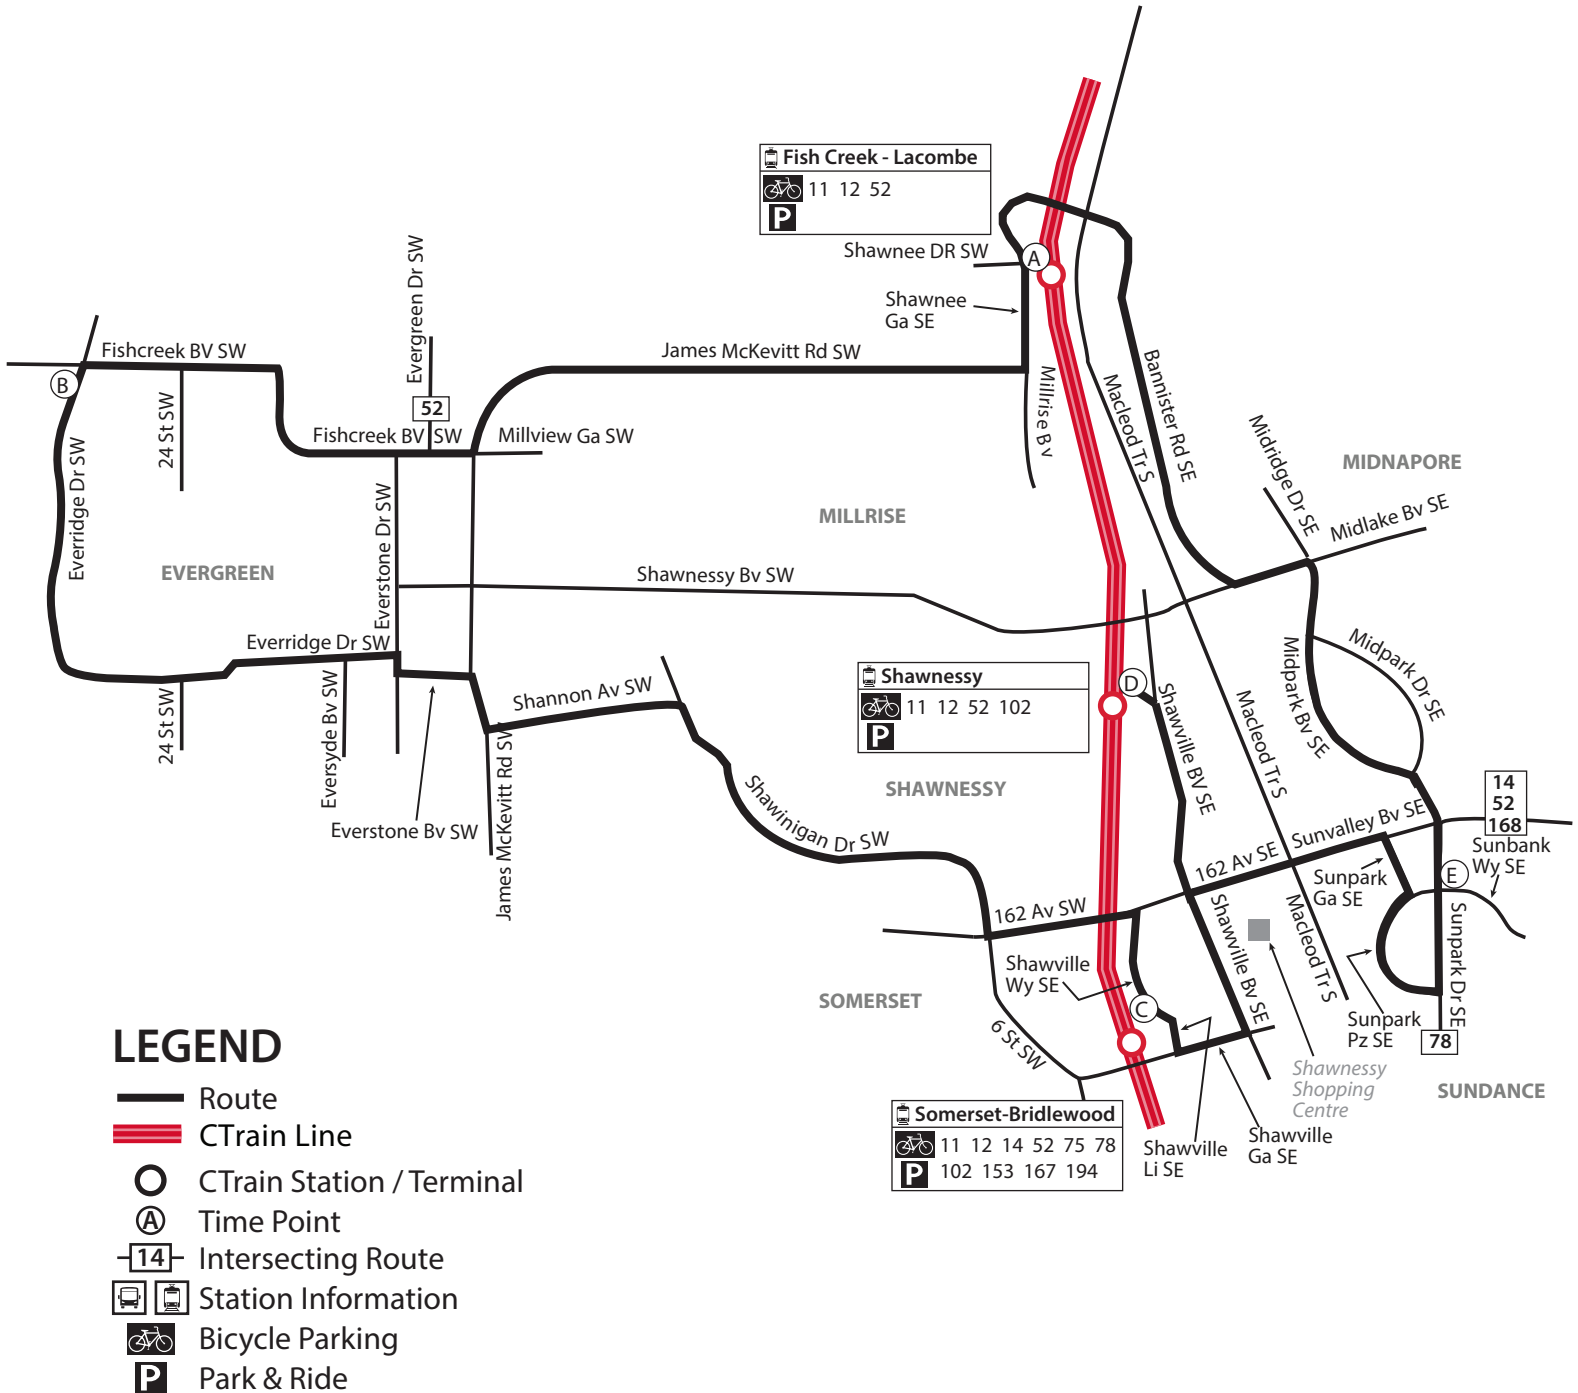 Fish Creek - Lacombe
11 12 52
P
Shawnee DR SW
A
Shawnee
Ga SE
Evergreen Dr SW
Fishcreek BV SW
James McKevitt Rd SW
B
52
24 St SW
Fishcreek BV SW
Millview Ga SW
Millrise Bv
Macleod Tr S
Bannister Rd SE
Midridge Dr SE
MIDNAPORE
Midlake Bv SE
Everridge Dr SW
MILLRISE
Everstone Dr SW
EVERGREEN
Shawnessy Bv SW
Everridge Dr SW
Shawnessy
11 12 52 102
P
D
Midpark Dr SE
Midpark Bv SE
Shannon Av SW
24 St SW
Eversyde Bv SW
James McKevitt Rd SW
Shawville BV SE
Macleod Tr S
SHAWNESSY
14
52
168
Everstone Bv SW
Shawinigan Dr SW
Sunvalley Bv SE
162 Av SE
Sunbank
Wy SE
Sunpark
Ga SE
E
162 Av SW
Shawville Bv SE
Macleod Tr S
Sunpark Dr SE
Shawville
Wy SE
SOMERSET
C
6 St SW
Sunpark
Pz SE
78
Shawnessy
Shopping
Centre
SUNDANCE
Somerset-Bridlewood
11 12 14 52 75 78
P 102 153 167 194
Shawville
Li SE
Shawville
Ga SE
LEGEND
Route
CTrain Line
CTrain Station / Terminal
A Time Point
14 Intersecting Route
Station Information
Bicycle Parking
P Park & Ride